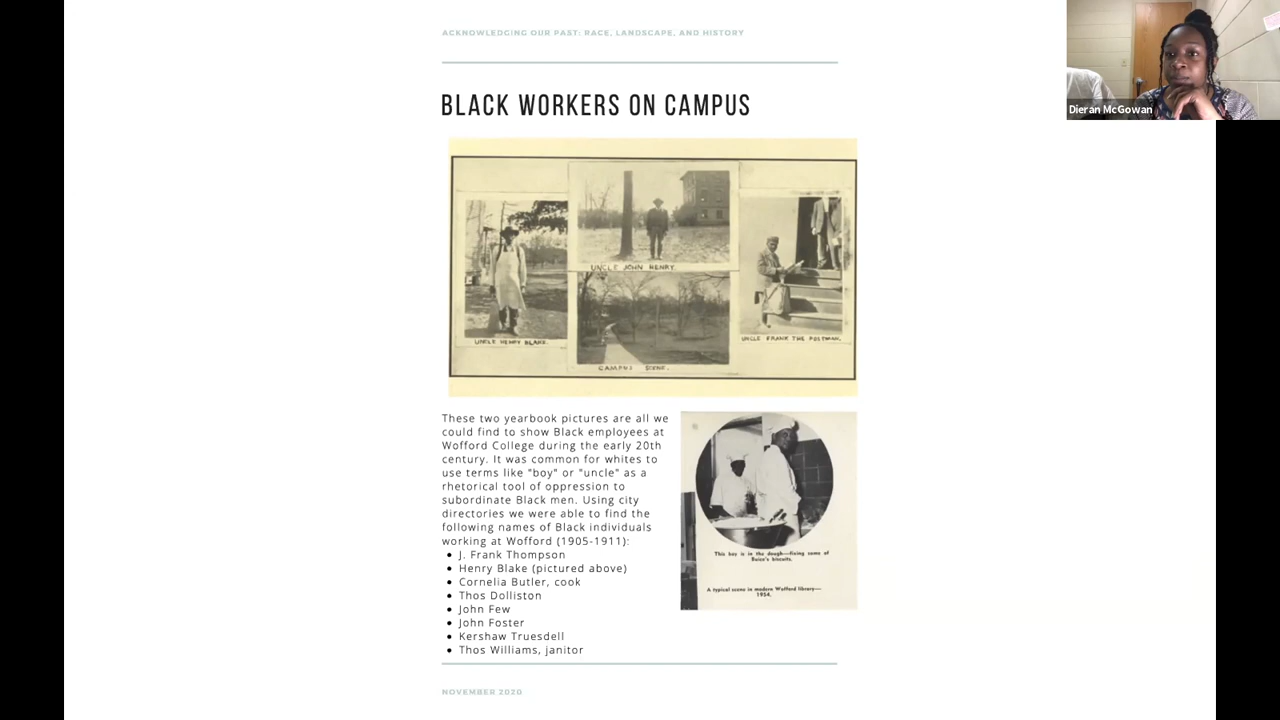 ACKNOWLEDGING OUR PAST: RACE, LANDSCAPE, AND HISTORY
Dieran McGowan
BLACK WORKERS ON CAMPUS
UNCLE JOHN HENRY.
UNCLE HENRY BLAKE.
UNCLE FRANK THE POSTMAN.
CAMPUS SCENE.
These two yearbook pictures are all we
could find to show Black employees at
Wofford College during the early 20th
century. It was common for whites to
use terms like "boy" or "uncle" as a
rhetorical tool of oppression to
subordinate Black men. Using city
directories we were able to find the
following names of Black individuals
working at Wofford (1905-1911):
• J. Frank Thompson
• Henry Blake (pictured above)
• Cornelia Butler, cook
• Thos Dolliston
• John Few
• John Foster
• Kershaw Truesdell
• Thos Williams, janitor
This boy is in the dough—fixing some of
Buice's biscuits.
A typical scene in modern Wofford library—
1954.
NOVEMBER 2020